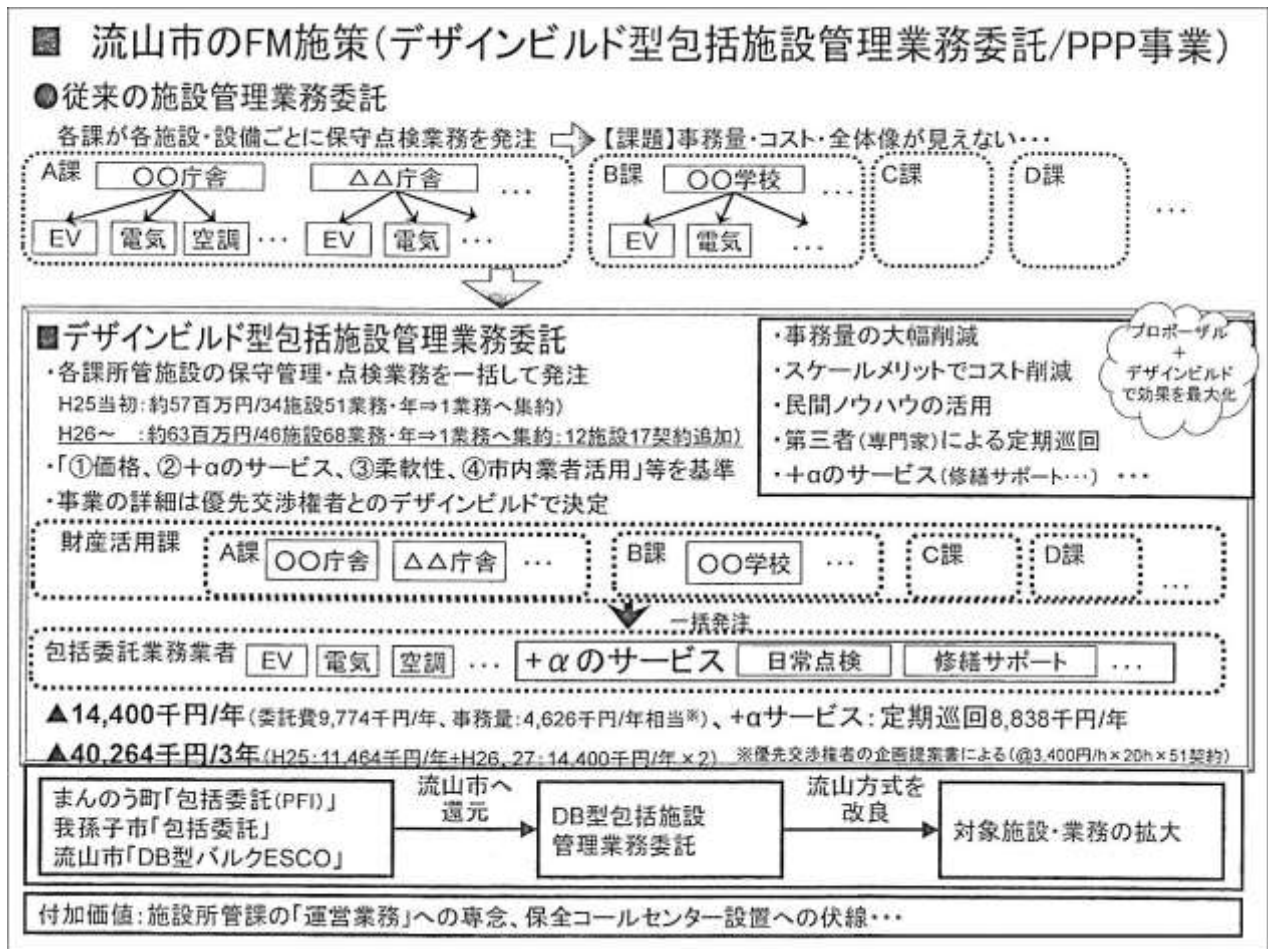 ■ 流山市のFM施策(デザインビルド型包括施設管理業務委託/PPP事業)
●従来の施設管理業務委託
各課が各施設・設備ごとに保守点検業務を発注 ⇨ 【課題】事務量・コスト・全体像が見えない…
A課 〇〇庁舎 △△庁舎 … B課 〇〇学校 … C課 D課 …
EV 電気 空調 … EV 電気 … EV 電気 …
■デザインビルド型包括施設管理業務委託
・各課所管施設の保守管理・点検業務を一括して発注
H25当初:約57百万円/34施設51業務・年⇒1業務へ集約)
H26~ :約63百万円/46施設68業務・年⇒1業務へ集約:12施設17契約追加)
・「①価格、②+αのサービス、③柔軟性、④市内業者活用」等を基準
・事業の詳細は優先交渉権者とのデザインビルドで決定
・事務量の大幅削減
・スケールメリットでコスト削減
・民間ノウハウの活用
・第三者(専門家)による定期巡回
・+αのサービス(修繕サポート…) …
プロポーザル
+
デザインビルド
で効果を最大化
財産活用課 A課 〇〇庁舎 △△庁舎 … B課 〇〇学校 … C課 D課 …
一括発注
包括委託業務業者 EV 電気 空調 … +αのサービス 日常点検 修繕サポート …
▲14,400千円/年(委託費9,774千円/年、事務量:4,626千円/年相当※)、+αサービス:定期巡回8,838千円/年
▲40,264千円/3年(H25:11,464千円/年+H26、27:14,400千円/年×2) ※優先交渉権者の企画提案書による(@3,400円/h×20h×51契約)
まんのう町「包括委託(PFI)」
我孫子市「包括委託」
流山市「DB型バルクESCO」
流山市へ
還元
DB型包括施設
管理業務委託
流山方式を
改良
対象施設・業務の拡大
付加価値:施設所管課の「運営業務」への専念、保全コールセンター設置への伏線…